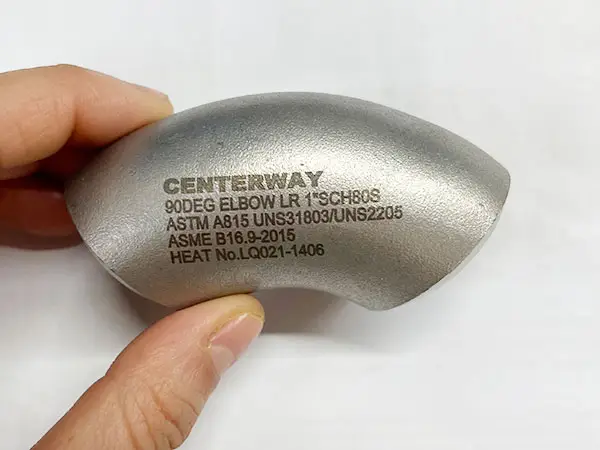 CENTERWAY
90DEG ELBOW LR 1"SCH80S
ASTM A815 UNS31803/UNS2205
ASME B16.9-2015
HEAT No.LQ021-1406